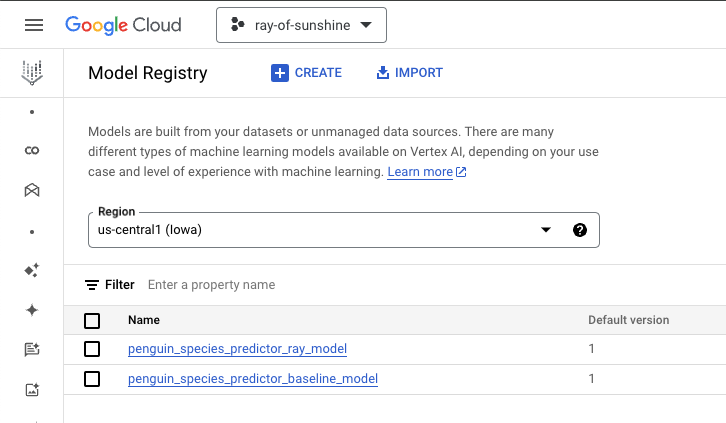 Google Cloud
ray-of-sunshine
Model Registry
CREATE
IMPORT
Models are built from your datasets or unmanaged data sources. There are many
different types of machine learning models available on Vertex AI, depending on your use
case and level of experience with machine learning. Learn more
Region
us-central1 (Iowa)
?
Filter Enter a property name
Name Default version
penguin_species_predictor_ray_model 1
penguin_species_predictor_baseline_model 1